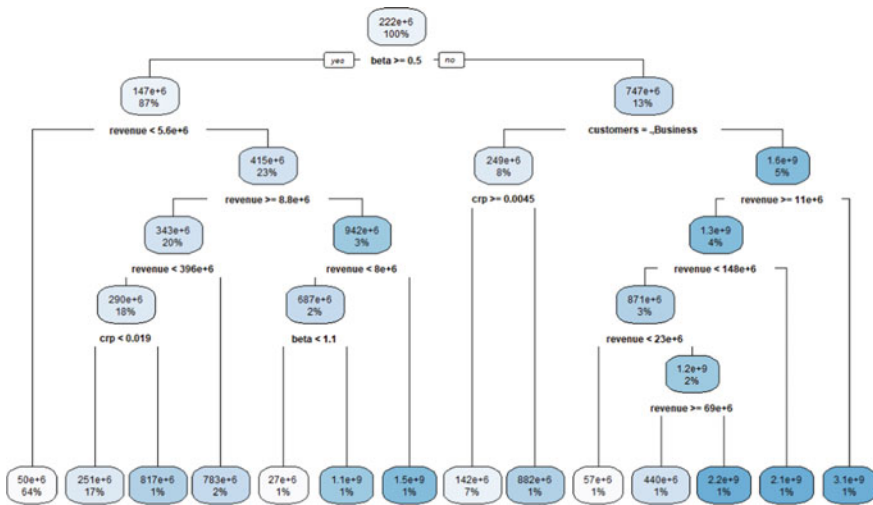 222e+6
100%
yes
beta >= 0.5
no
147e+6
87%
747e+6
13%
revenue < 5.6e+6
customers = .,Business
415e+6
23%
249e+6
8%
1.6e+9
5%
revenue >= 8.8e+6
crp >= 0.0045
revenue >= 11e+6
343e+6
20%
942e+6
3%
1.3e+9
4%
revenue < 396e+6
revenue < 8e+6
revenue < 148e+6
290e+6
18%
687e+6
2%
871e+6
3%
crp < 0.019
beta < 1.1
revenue < 23e+6
1.2e+9
2%
revenue >= 69e+6
50e+6
64%
251e+6
17%
817e+6
1%
783e+6
2%
27e+6
1%
1.1e+9
1%
1.5e+9
1%
142e+6
7%
882e+6
1%
57e+6
1%
440e+6
1%
2.2e+9
1%
2.1e+9
1%
3.1e+9
1%